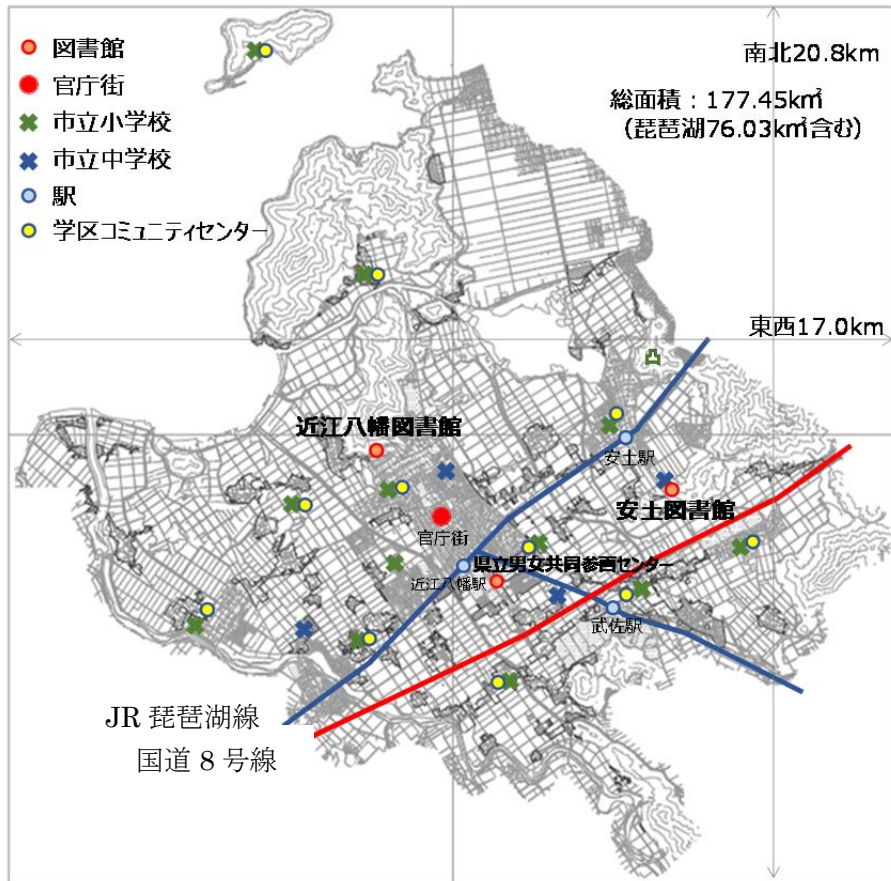 図書館
官庁街
市立小学校
市立中学校
駅
学区コミュニティセンター
南北20.8km
総面積:177.45k㎡
(琵琶湖76.03k㎡含む)
東西17.0km
近江八幡図書館
安土駅
安土図書館
官庁街
県立男女共同参画センター
近江八幡駅
武佐駅
JR 琵琶湖線
国道 8 号線